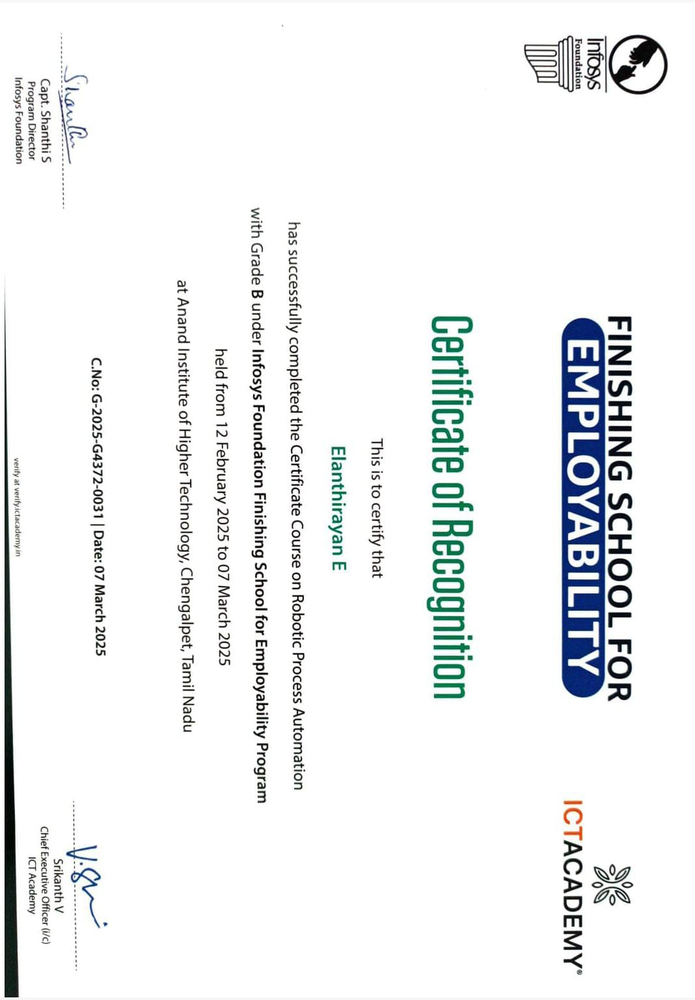 Infosys
Foundation
FINISHING SCHOOL FOR
EMPLOYABILITY
ICTACADEMY®
Certificate of Recognition
This is to certify that
Elanthirayan E
has successfully completed the Certificate Course on Robotic Process Automation
with Grade B under Infosys Foundation Finishing School for Employability Program
held from 12 February 2025 to 07 March 2025
at Anand Institute of Higher Technology, Chengalpet, Tamil Nadu
C.No: G-2025-G4372-0031 | Date: 07 March 2025
Shanthi
Capt. Shanthi S
Program Director
Infosys Foundation
verify at verify.ictacademy.in
Srikanth V
Chief Executive Officer (i/c)
ICT Academy